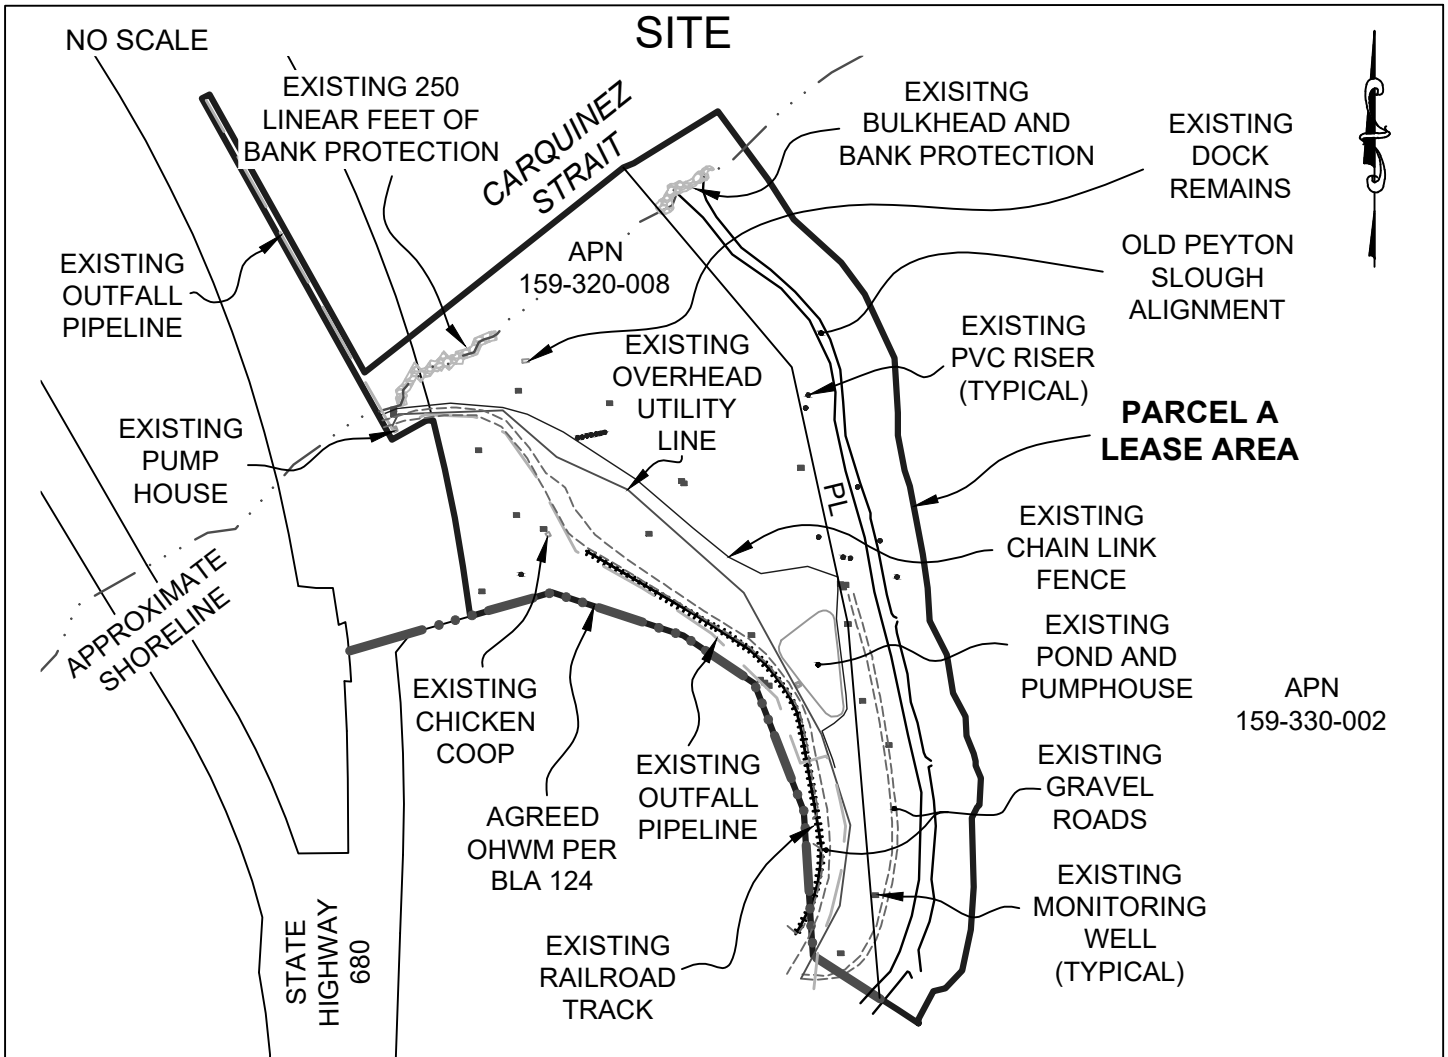 SITE
NO SCALE
EXISTING 250
LINEAR FEET OF
BANK PROTECTION
CARQUINEZ
STRAIT
EXISITNG
BULKHEAD AND
BANK PROTECTION
EXISTING
DOCK
REMAINS
EXISTING
OUTFALL
PIPELINE
APN
159-320-008
OLD PEYTON
SLOUGH
ALIGNMENT
EXISTING
OVERHEAD
UTILITY
LINE
EXISTING
PVC RISER
(TYPICAL)
PARCEL A
LEASE AREA
EXISTING
PUMP
HOUSE
PL
EXISTING
CHAIN LINK
FENCE
APPROXIMATE
SHORELINE
EXISTING
POND AND
PUMPHOUSE
APN
159-330-002
EXISTING
CHICKEN
COOP
EXISTING
OUTFALL
PIPELINE
EXISTING
GRAVEL
ROADS
AGREED
OHWM PER
BLA 124
EXISTING
MONITORING
WELL
(TYPICAL)
STATE
HIGHWAY
680
EXISTING
RAILROAD
TRACK